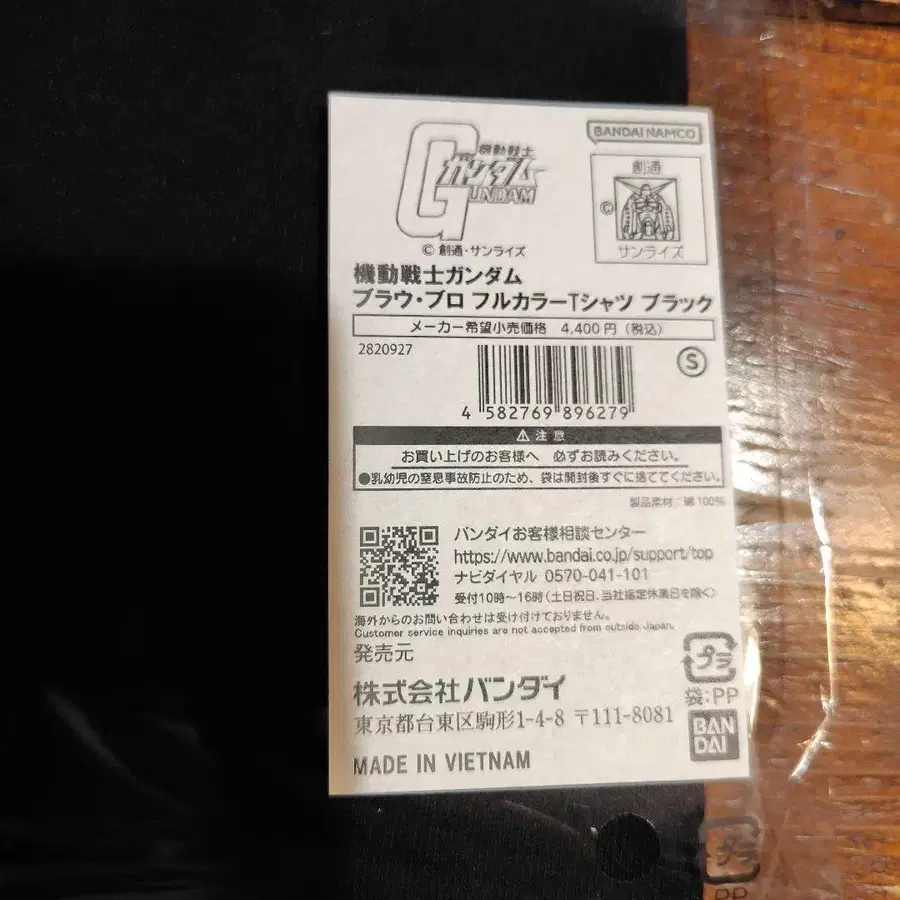 機動戦士
ガンダム
GUNDAM
© 創通・サンライズ
BANDAI NAMCO
創通
©
サンライズ
機動戦士ガンダム
ブラウ・ブロ フルカラーTシャツ ブラック
メーカー希望小売価格 4,400円（税込）
2820927
S
4 582769 896279
⚠ 注意
お買い上げのお客様へ 必ずお読みください。
●乳幼児の窒息事故防止のため、袋は開封後すぐに捨ててください。
製品素材：綿100%
バンダイお客様相談センター
https://www.bandai.co.jp/support/top
ナビダイヤル 0570-041-101
受付10時～16時（土日祝日、当社指定休業日を除く）
海外からのお問い合わせは受け付けておりません。
Customer service inquiries are not accepted from outside Japan.
発売元
株式会社バンダイ
東京都台東区駒形1-4-8 〒111-8081
MADE IN VIETNAM
プラ
袋:PP
BAN
DAI
プラ
PP